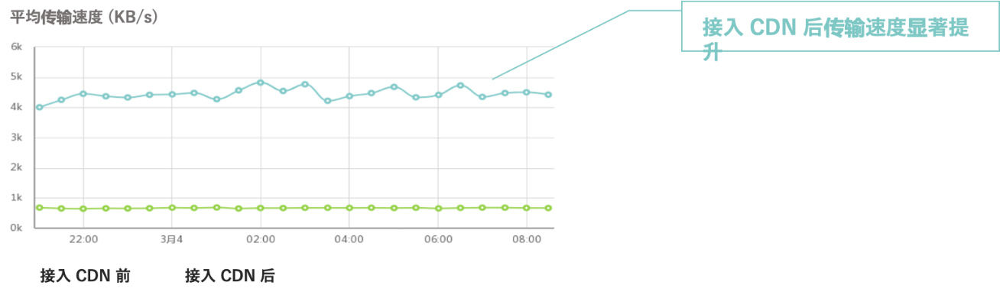 平均传输速度（KB/s）
接入 CDN 后传输速度显著提
升
6k
5k
4k
3k
2k
1k
0k
22:00
3月4
02:00
04:00
06:00
08:00
接入 CDN 前
接入 CDN 后